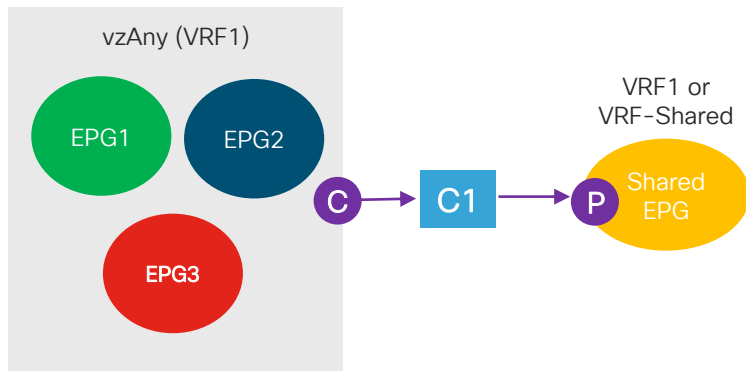 vzAny (VRF1)
EPG1
EPG2
EPG3
C
C1
VRF1 or
VRF-Shared
P
Shared
EPG